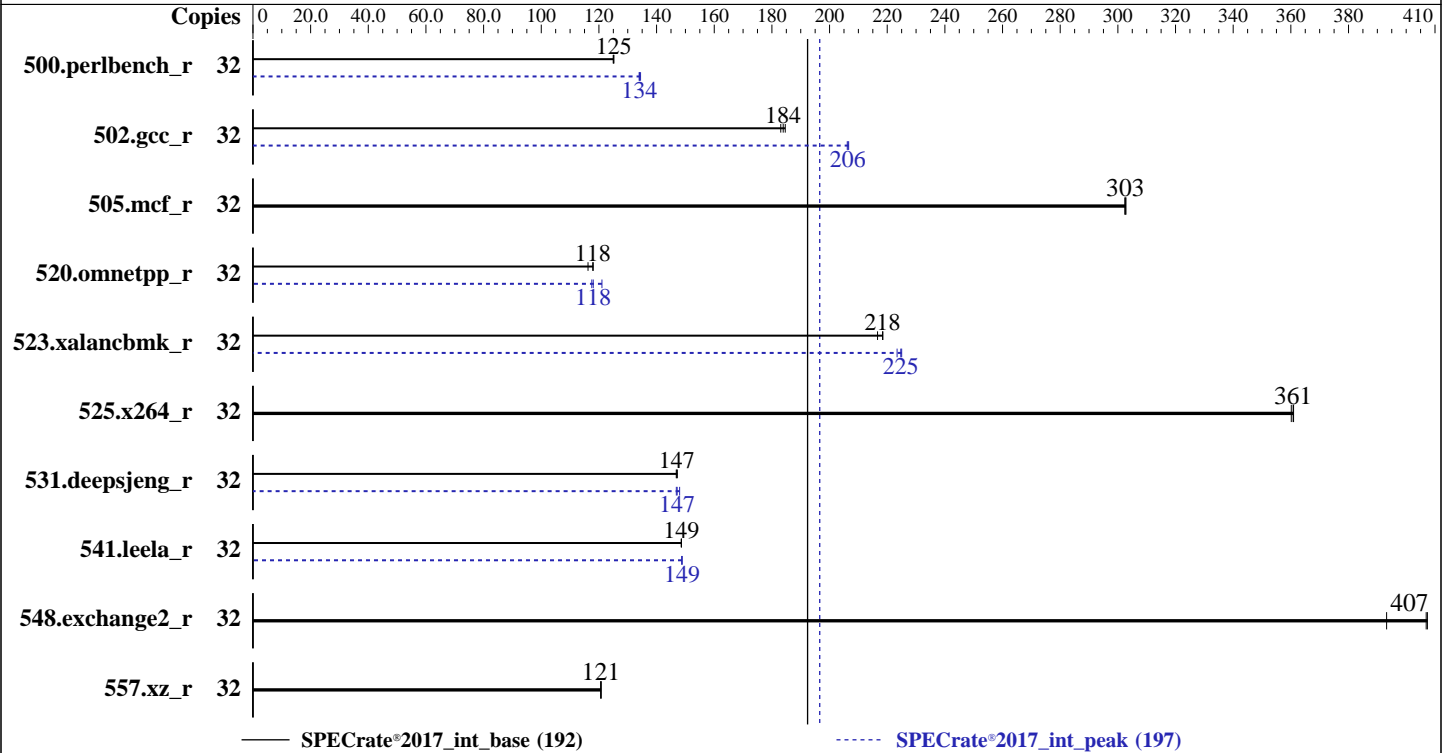 Copies 0 20.0 40.0 60.0 80.0 100 120 140 160 180 200 220 240 260 280 300 320 340 360 380 410
500.perlbench_r 32 125
134
502.gcc_r 32 184
206
505.mcf_r 32 303
520.omnetpp_r 32 118
118
523.xalancbmk_r 32 218
225
525.x264_r 32 361
531.deepsjeng_r 32 147
147
541.leela_r 32 149
149
548.exchange2_r 32 407
557.xz_r 32 121
SPECrate®2017_int_base (192) SPECrate®2017_int_peak (197)